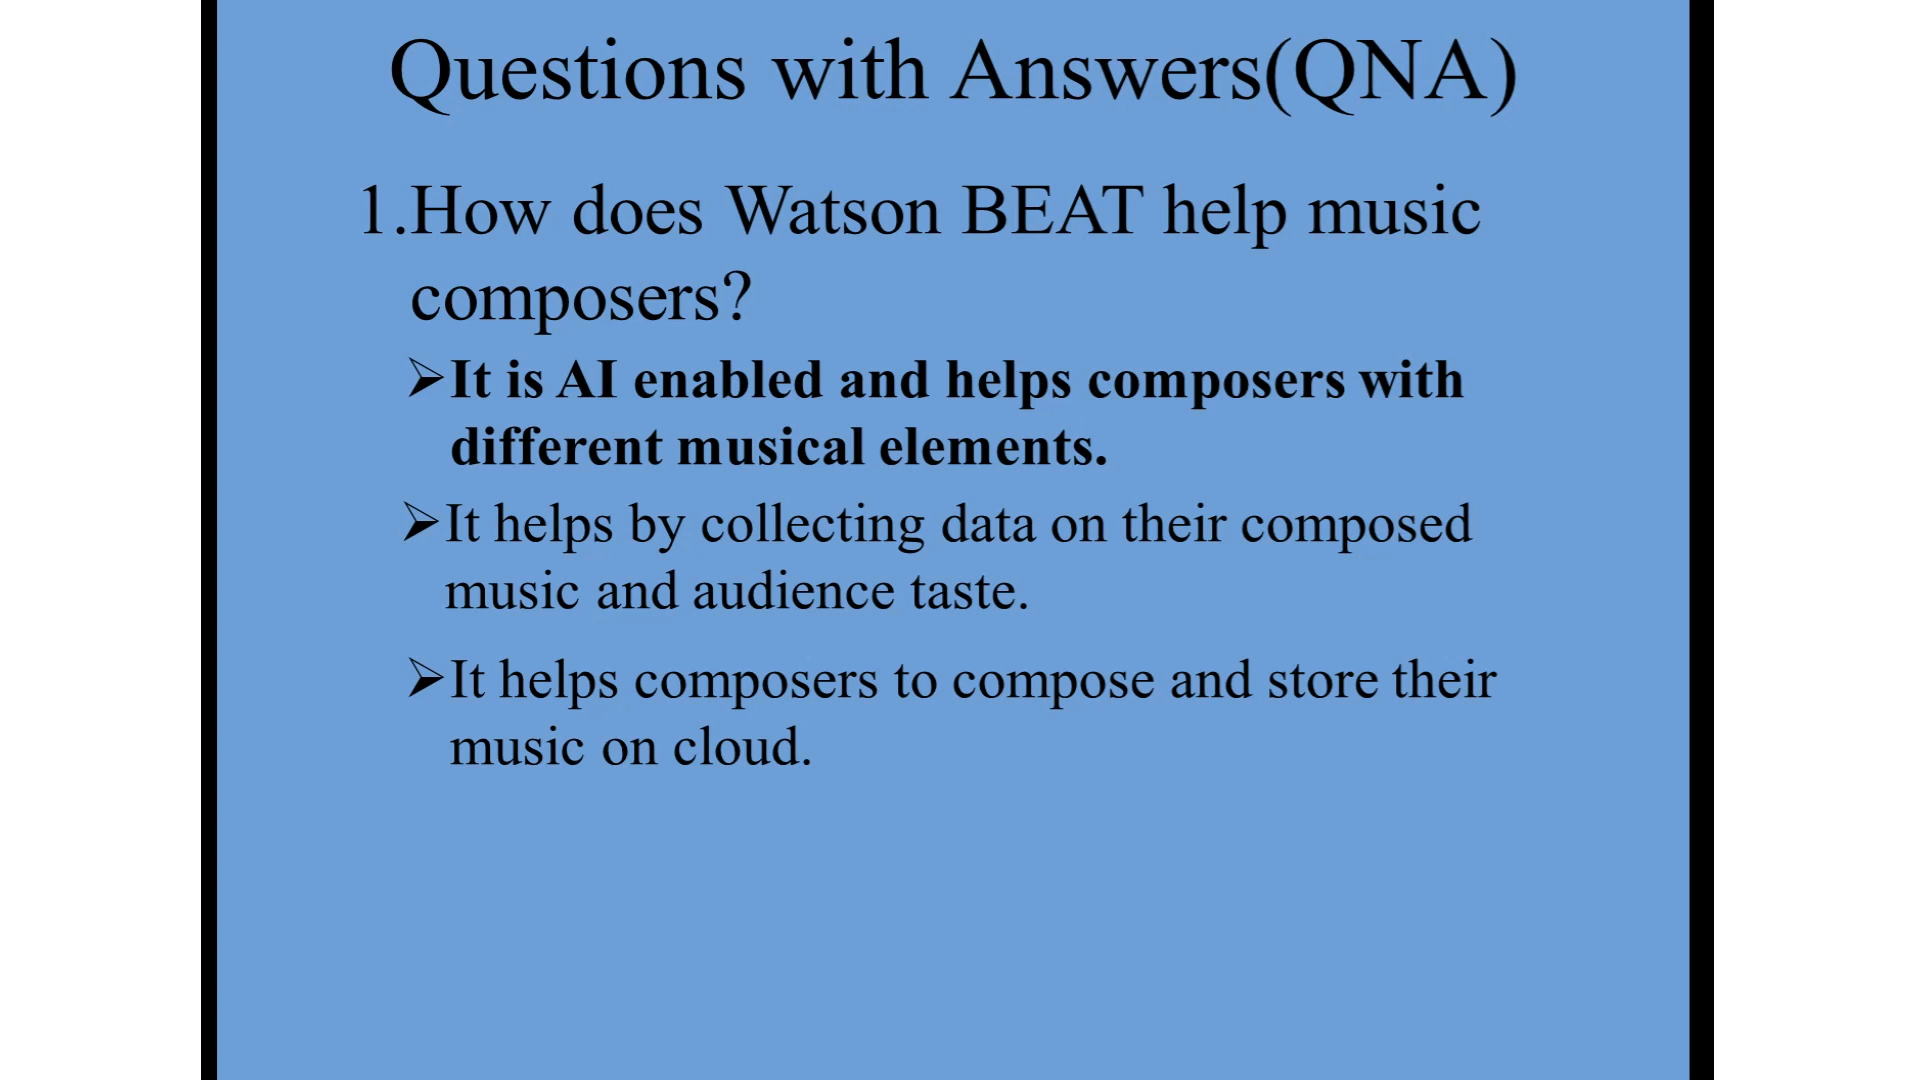 Questions with Answers(QNA)
1.How does Watson BEAT help music
composers?
➢It is AI enabled and helps composers with
different musical elements.
➢It helps by collecting data on their composed
music and audience taste.
➢It helps composers to compose and store their
music on cloud.